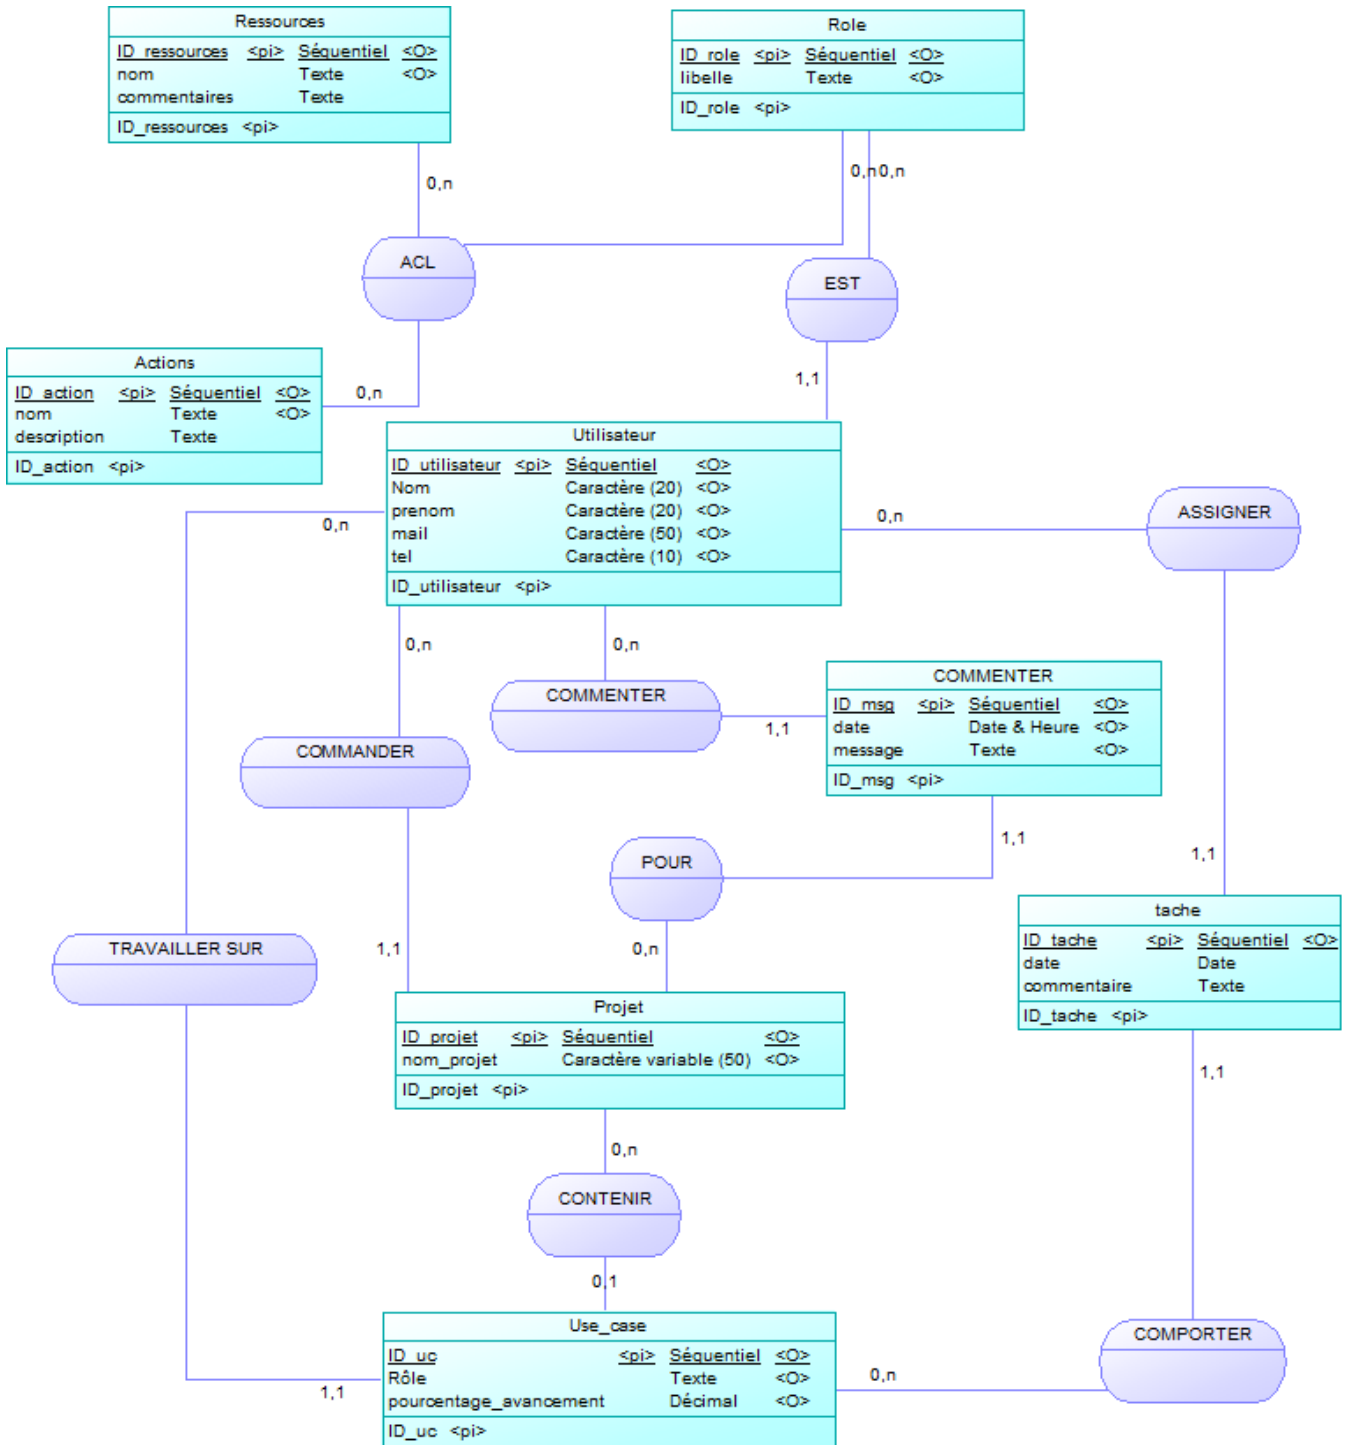 Ressources
ID_ressources <pi> Séquentiel <O>
nom Texte <O>
commentaires Texte
ID_ressources <pi>
Role
ID_role <pi> Séquentiel <O>
libelle Texte <O>
ID_role <pi>
0,n
0,n
0,n
ACL
EST
Actions
ID_action <pi> Séquentiel <O>
nom Texte <O>
description Texte
ID_action <pi>
0,n
1,1
Utilisateur
ID_utilisateur <pi> Séquentiel <O>
Nom Caractère (20) <O>
prenom Caractère (20) <O>
mail Caractère (50) <O>
tel Caractère (10) <O>
ID_utilisateur <pi>
0,n
0,n
ASSIGNER
0,n
0,n
COMMENTER
COMMENTER
ID_msg <pi> Séquentiel <O>
date Date & Heure <O>
message Texte <O>
ID_msg <pi>
1,1
COMMANDER
1,1
POUR
1,1
tache
ID_tache <pi> Séquentiel <O>
date Date
commentaire Texte
ID_tache <pi>
TRAVAILLER SUR
1,1
0,n
Projet
ID_projet <pi> Séquentiel <O>
nom_projet Caractère variable (50) <O>
ID_projet <pi>
1,1
0,n
CONTENIR
0,1
Use_case
ID_uc <pi> Séquentiel <O>
Rôle Texte <O>
pourcentage_avancement Décimal <O>
ID_uc <pi>
1,1
0,n
COMPORTER